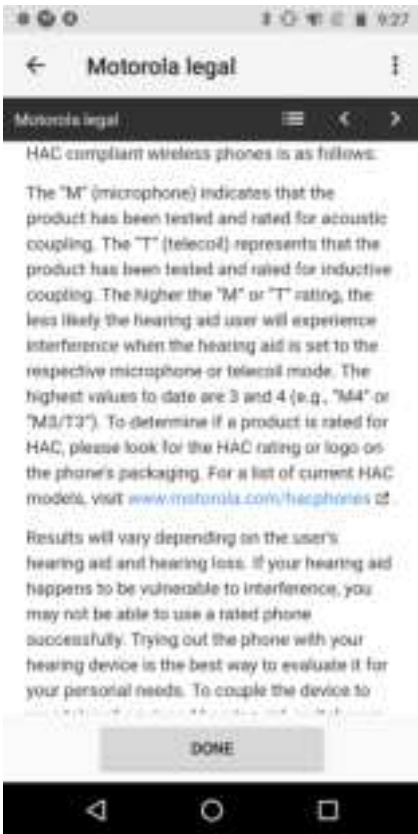 9:27
Motorola legal
Motorola legal
HAC compliant wireless phones is as follows:
The "M" (microphone) indicates that the
product has been tested and rated for acoustic
coupling. The "T" (telecoil) represents that the
product has been tested and rated for inductive
coupling. The higher the "M" or "T" rating, the
less likely the hearing aid user will experience
interference when the hearing aid is set to the
respective microphone or telecoil mode. The
highest values to date are 3 and 4 (e.g., "M4" or
"M3/T3"). To determine if a product is rated for
HAC, please look for the HAC rating or logo on
the phone's packaging. For a list of current HAC
models, visit www.motorola.com/hacphones
Results will vary depending on the user's
hearing aid and hearing loss. If your hearing aid
happens to be vulnerable to interference, you
may not be able to use a rated phone
successfully. Trying out the phone with your
hearing device is the best way to evaluate it for
your personal needs. To couple the device to
DONE